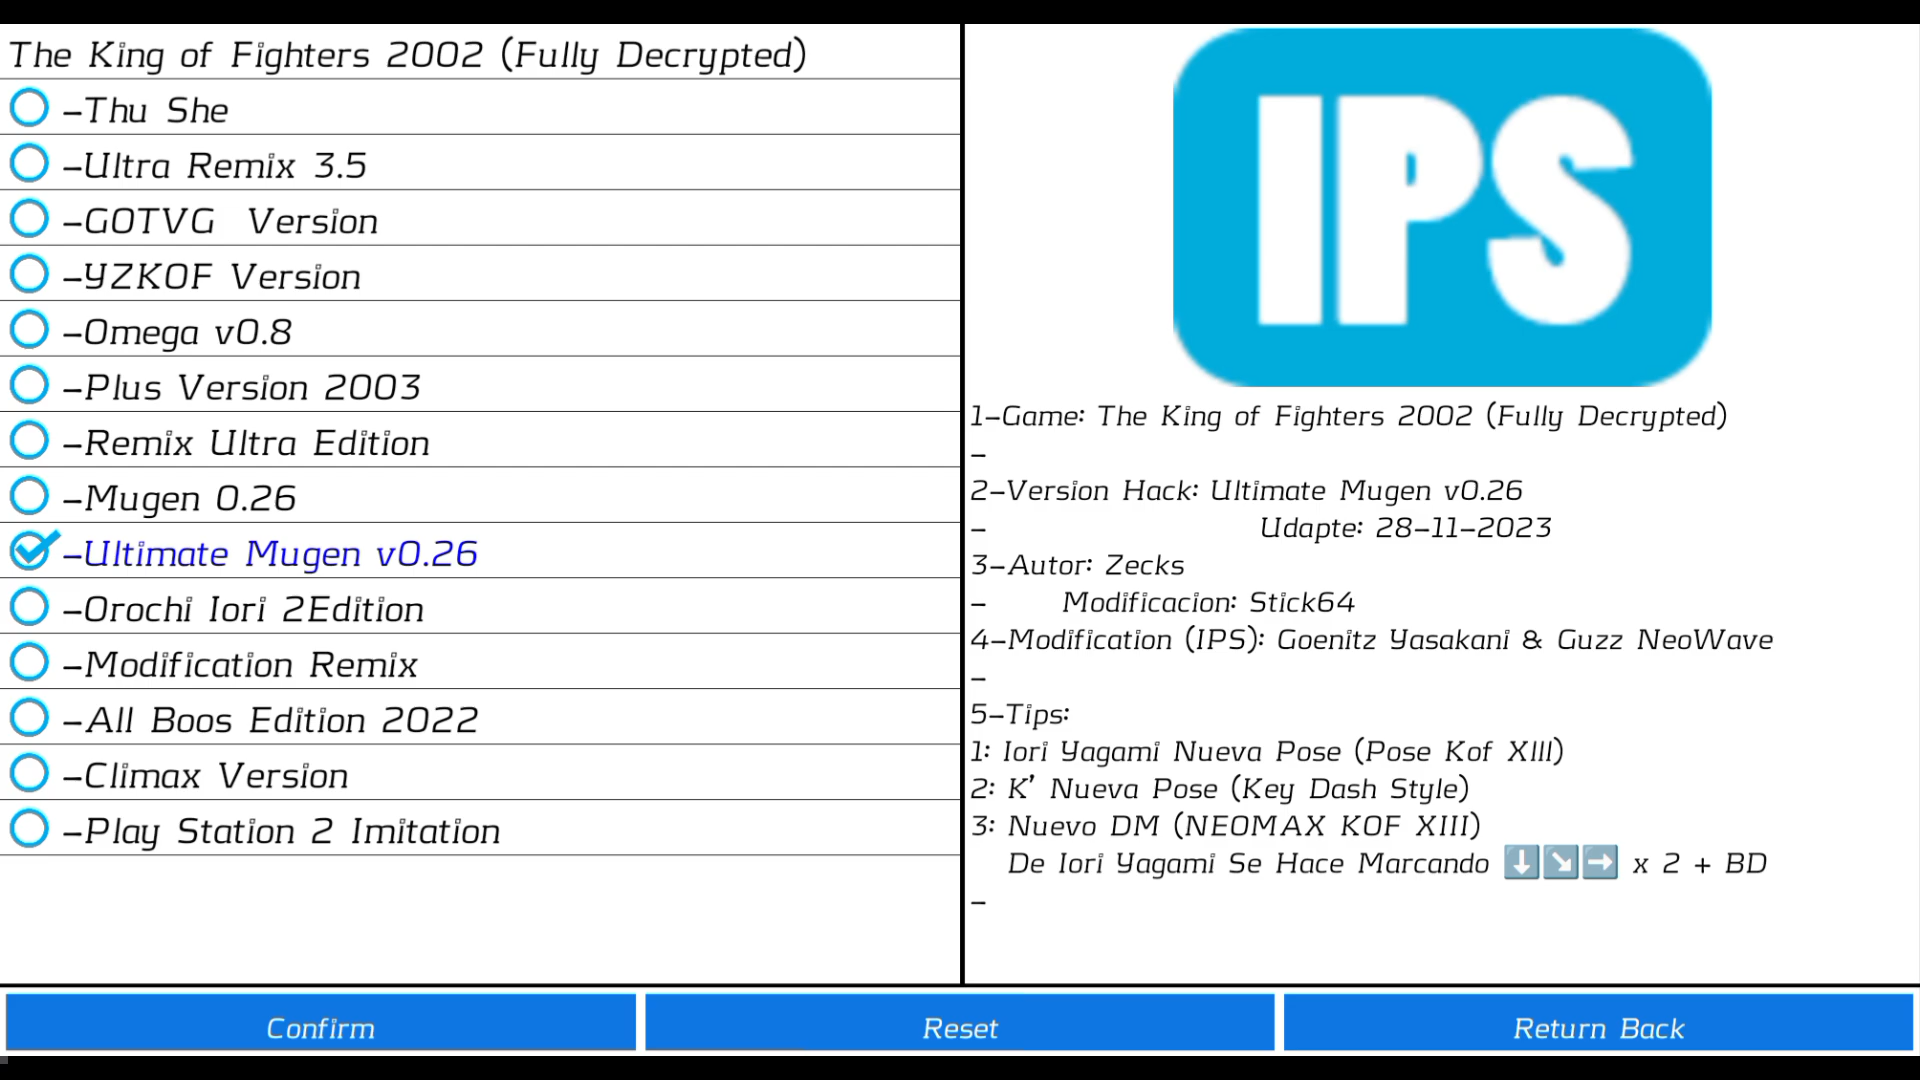 The King of Fighters 2002 (Fully Decrypted)
-Thu She
-Ultra Remix 3.5
-GOTVG  Version
-YZKOF Version
-Omega v0.8
-Plus Version 2003
-Remix Ultra Edition
-Mugen 0.26
-Ultimate Mugen v0.26
-Orochi Iori 2Edition
-Modification Remix
-All Boos Edition 2022
-Climax Version
-Play Station 2 Imitation
IPS
1-Game: The King of Fighters 2002 (Fully Decrypted)
-
2-Version Hack: Ultimate Mugen v0.26
- Udapte: 28-11-2023
3-Autor: Zecks
- Modificacion: Stick64
4-Modification (IPS): Goenitz Yasakani & Guzz NeoWave
-
5-Tips:
1: Iori Yagami Nueva Pose (Pose Kof XIII)
2: K' Nueva Pose (Key Dash Style)
3: Nuevo DM (NEOMAX KOF XIII)
De Iori Yagami Se Hace Marcando ⬇️↘️➡️ x 2 + BD
-
Confirm
Reset
Return Back